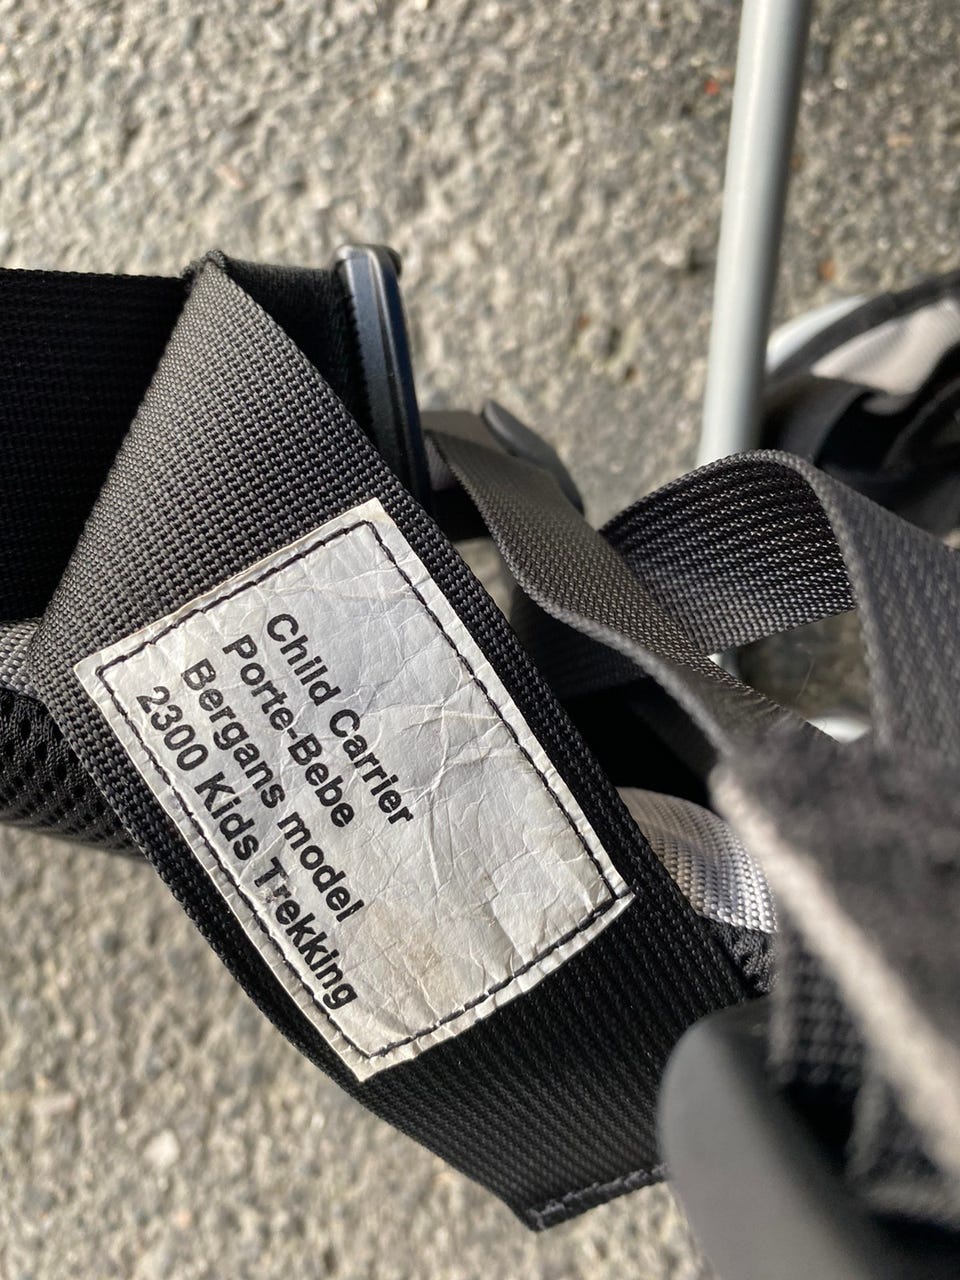 Child Carrier
Porte-Bebe
Bergans model
2300 Kids Trekking